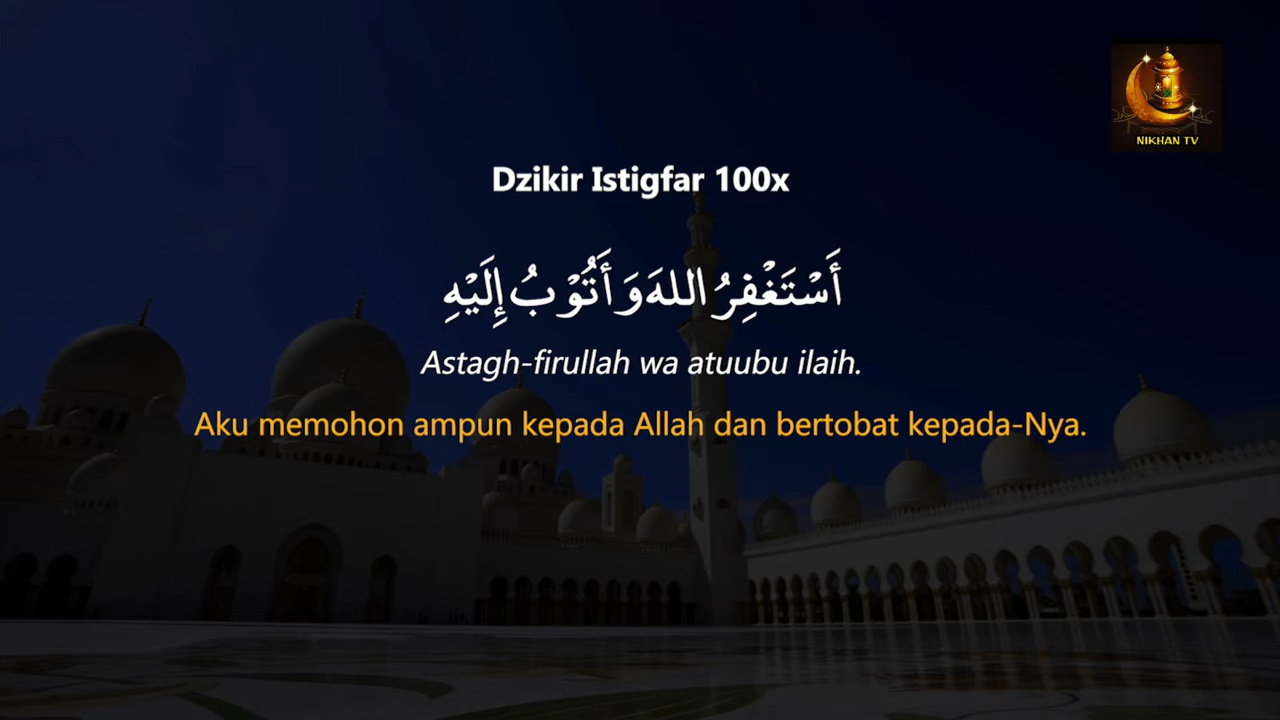 NIKHAN TV
Dzikir Istigfar 100x
أَسْتَغْفِرُ اللهَ وَ أَتُوْبُ إِلَيْهِ
Astagh-firullah wa atuubu ilaih.
Aku memohon ampun kepada Allah dan bertobat kepada-Nya.